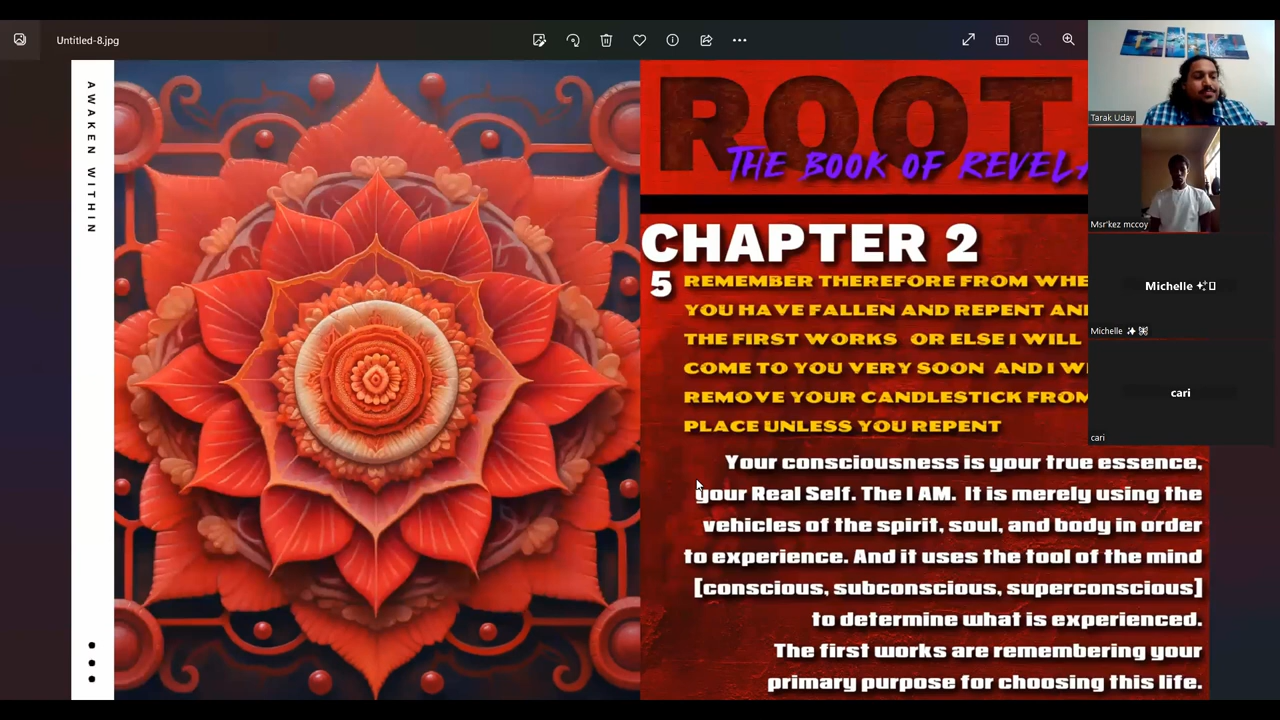 Untitled-8.jpg
AWAKEN WITHIN
ROOT
THE BOOK OF REVELA
CHAPTER 2
5 REMEMBER THEREFORE FROM WHE
YOU HAVE FALLEN AND REPENT AN
THE FIRST WORKS OR ELSE I WILL
COME TO YOU VERY SOON AND I W
REMOVE YOUR CANDLESTICK FROM
PLACE UNLESS YOU REPENT
Your consciousness is your true essence,
your Real Self. The I AM. It is merely using the
vehicles of the spirit, soul, and body in order
to experience. And it uses the tool of the mind
[conscious, subconscious, superconscious]
to determine what is experienced.
The first works are remembering your
primary purpose for choosing this life.
Tarak Uday
Msr'kez mccoy
Michelle
Michelle
cari
cari